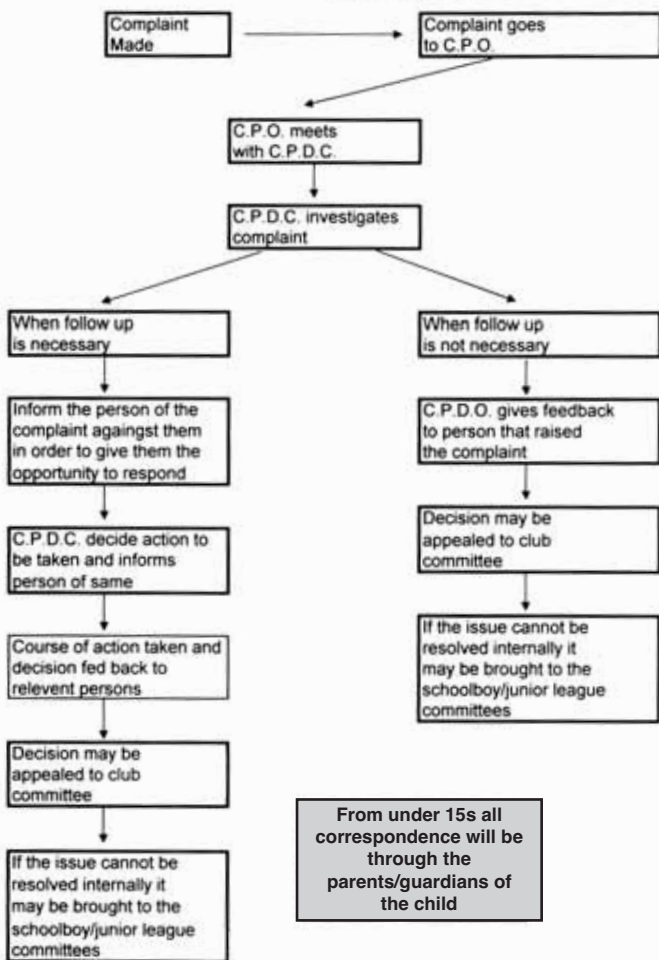 Complaint
Made
Complaint goes
to C.P.O.
C.P.O. meets
with C.P.D.C.
C.P.D.C. investigates
complaint
When follow up
is necessary
Inform the person of the
complaint againgst them
in order to give them the
opportunity to respond
C.P.D.C. decide action to
be taken and informs
person of same
Course of action taken and
decision fed back to
relevent persons
Decision may be
appealed to club
committee
If the issue cannot be
resolved internally it
may be brought to the
schoolboy/junior league
committees
When follow up
is not necessary
C.P.D.O. gives feedback
to person that raised
the complaint
Decision may be
appealed to club
committee
If the issue cannot be
resolved internally it
may be brought to the
schoolboy/junior league
committees
From under 15s all
correspondence will be
through the
parents/guardians of
the child